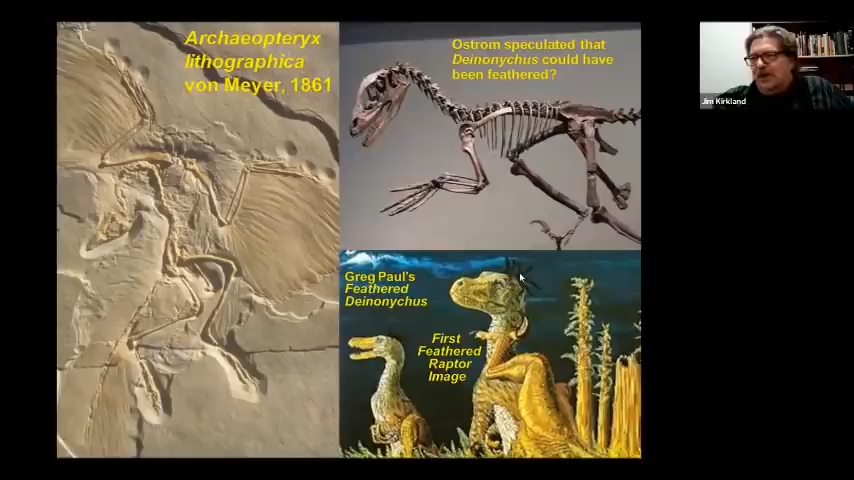 Archaeopteryx
lithographica
von Meyer, 1861
Ostrom speculated that
Deinonychus could have
been feathered?
Greg Paul's
Feathered
Deinonychus
First
Feathered
Raptor
Image
Jim Kirkland